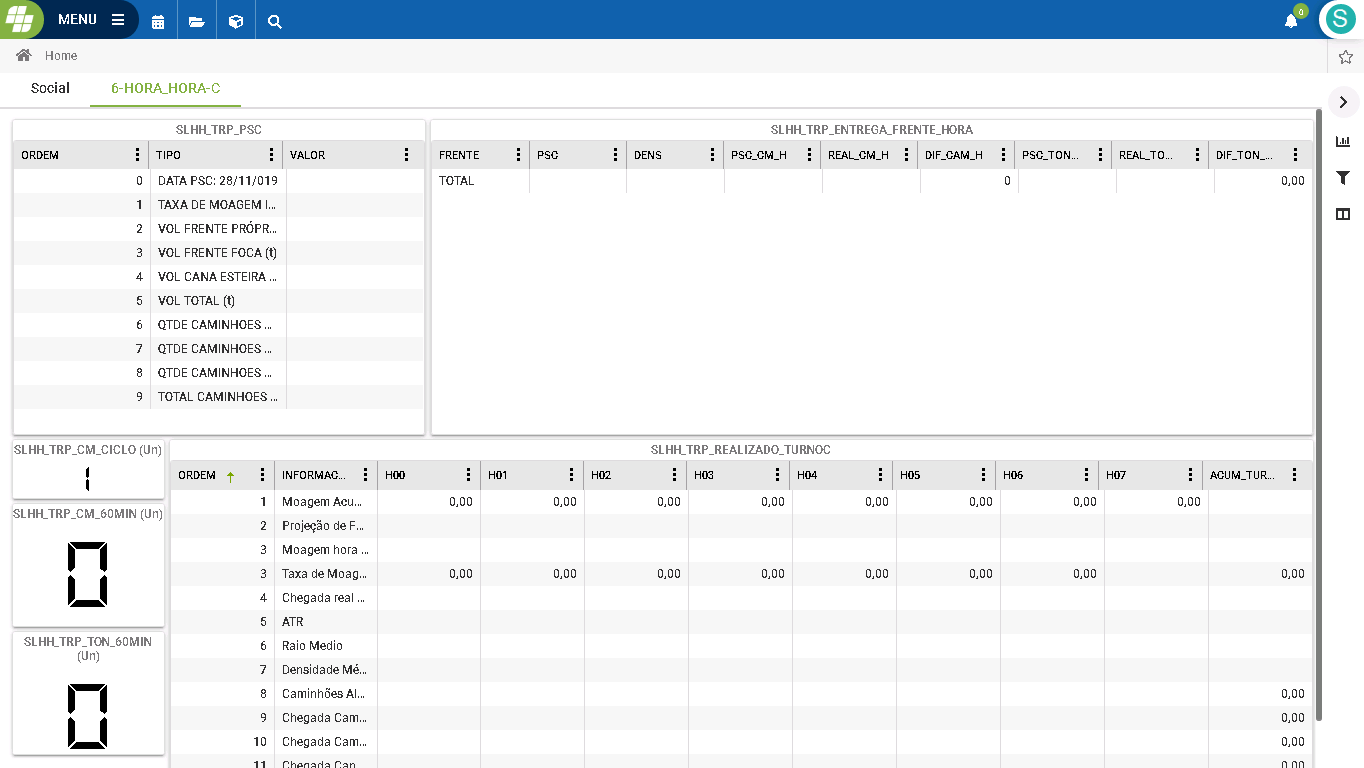 MENU
0
S
Home
Social 6-HORA_HORA-C
SLHH_TRP_PSC
ORDEM TIPO VALOR
0 DATA PSC: 28/11/019
1 TAXA DE MOAGEM I...
2 VOL FRENTE PRÓPR...
3 VOL FRENTE FOCA (t)
4 VOL CANA ESTEIRA ...
5 VOL TOTAL (t)
6 QTDE CAMINHOES ...
7 QTDE CAMINHOES ...
8 QTDE CAMINHOES ...
9 TOTAL CAMINHOES ...
SLHH_TRP_ENTREGA_FRENTE_HORA
FRENTE PSC DENS PSC_CM_H REAL_CM_H DIF_CAM_H PSC_TON... REAL_TO... DIF_TON_...
TOTAL 0 0,00
SLHH_TRP_CM_CICLO (Un)
1
SLHH_TRP_CM_60MIN (Un)
0
SLHH_TRP_TON_60MIN
(Un)
0
SLHH_TRP_REALIZADO_TURNOC
ORDEM INFORMAC... H00 H01 H02 H03 H04 H05 H06 H07 ACUM_TUR...
1 Moagem Acu... 0,00 0,00 0,00 0,00 0,00 0,00 0,00 0,00
2 Projeção de F...
3 Moagem hora ...
3 Taxa de Moag... 0,00 0,00 0,00 0,00 0,00 0,00 0,00 0,00
4 Chegada real ...
5 ATR
6 Raio Medio
7 Densidade Mé...
8 Caminhões Al... 0,00
9 Chegada Cam... 0,00
10 Chegada Cam... 0,00
11 Chegada Can... 0,00